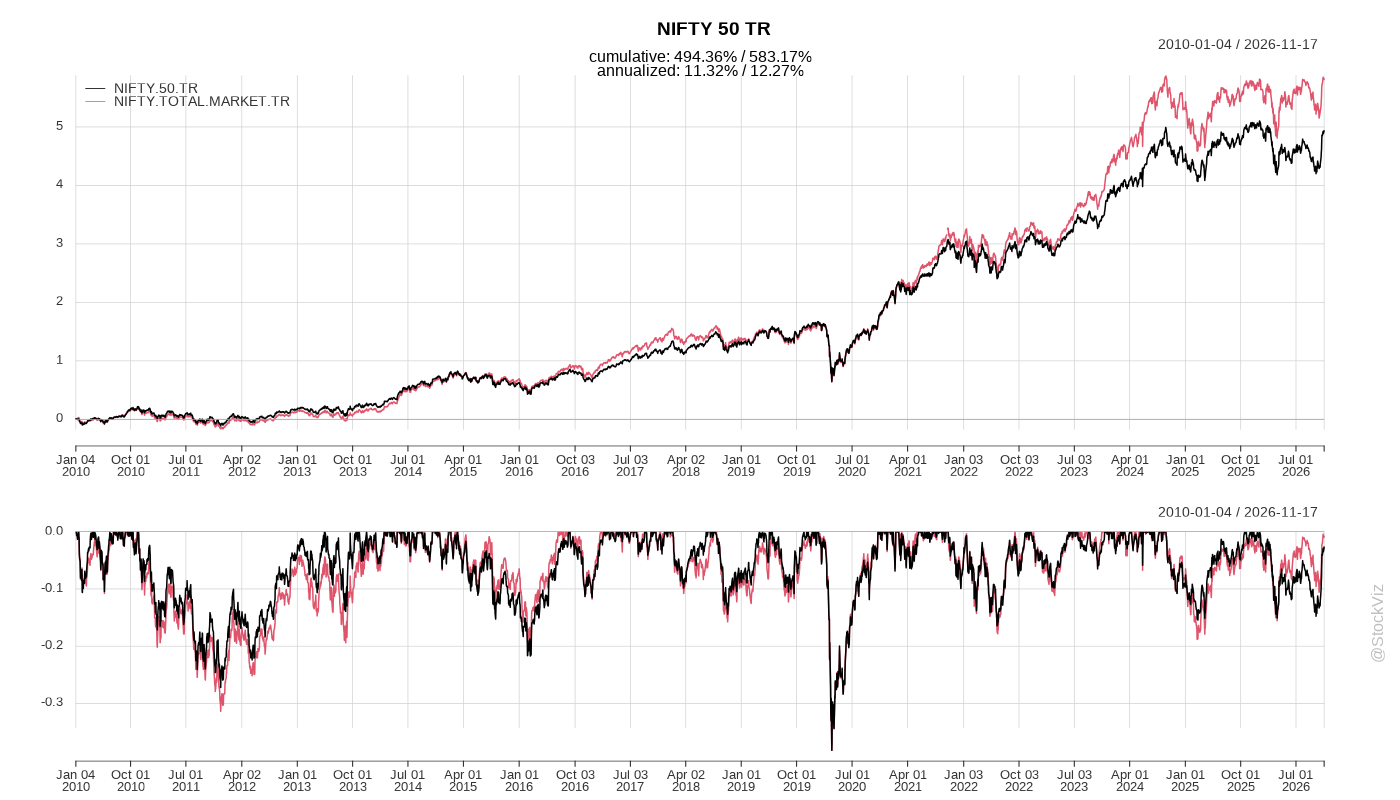 NIFTY 50 TR
cumulative: 494.36% / 583.17%
annualized: 11.32% / 12.27%
2010-01-04 / 2026-11-17
NIFTY.50.TR
NIFTY.TOTAL.MARKET.TR
5
4
3
2
1
0
Jan 04 Oct 01 Jul 01 Apr 02 Jan 01 Oct 01 Jul 01 Apr 01 Jan 01 Oct 03 Jul 03 Apr 02 Jan 01 Oct 01 Jul 01 Apr 01 Jan 03 Oct 03 Jul 03 Apr 01 Jan 01 Oct 01 Jul 01
2010 2010 2011 2012 2013 2013 2014 2015 2016 2016 2017 2018 2019 2019 2020 2021 2022 2022 2023 2024 2025 2025 2026
2010-01-04 / 2026-11-17
0.0
-0.1
-0.2
-0.3
Jan 04 Oct 01 Jul 01 Apr 02 Jan 01 Oct 01 Jul 01 Apr 01 Jan 01 Oct 03 Jul 03 Apr 02 Jan 01 Oct 01 Jul 01 Apr 01 Jan 03 Oct 03 Jul 03 Apr 01 Jan 01 Oct 01 Jul 01
2010 2010 2011 2012 2013 2013 2014 2015 2016 2016 2017 2018 2019 2019 2020 2021 2022 2022 2023 2024 2025 2025 2026
@StockViz